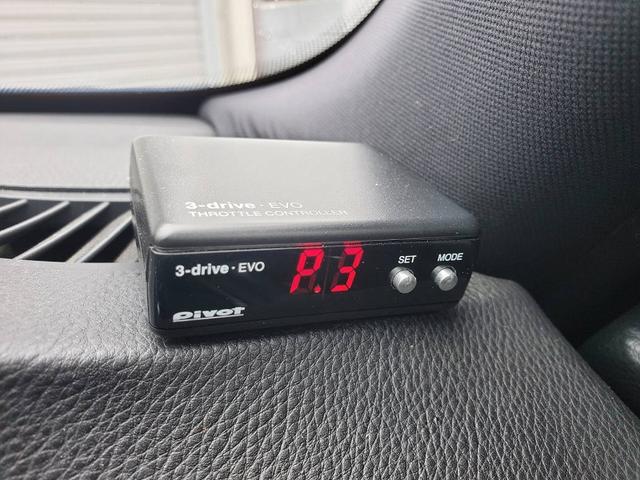 3-drive · EVO
THROTTLE CONTROLLER
3-drive · EVO
P.3
SET
MODE
Pivot